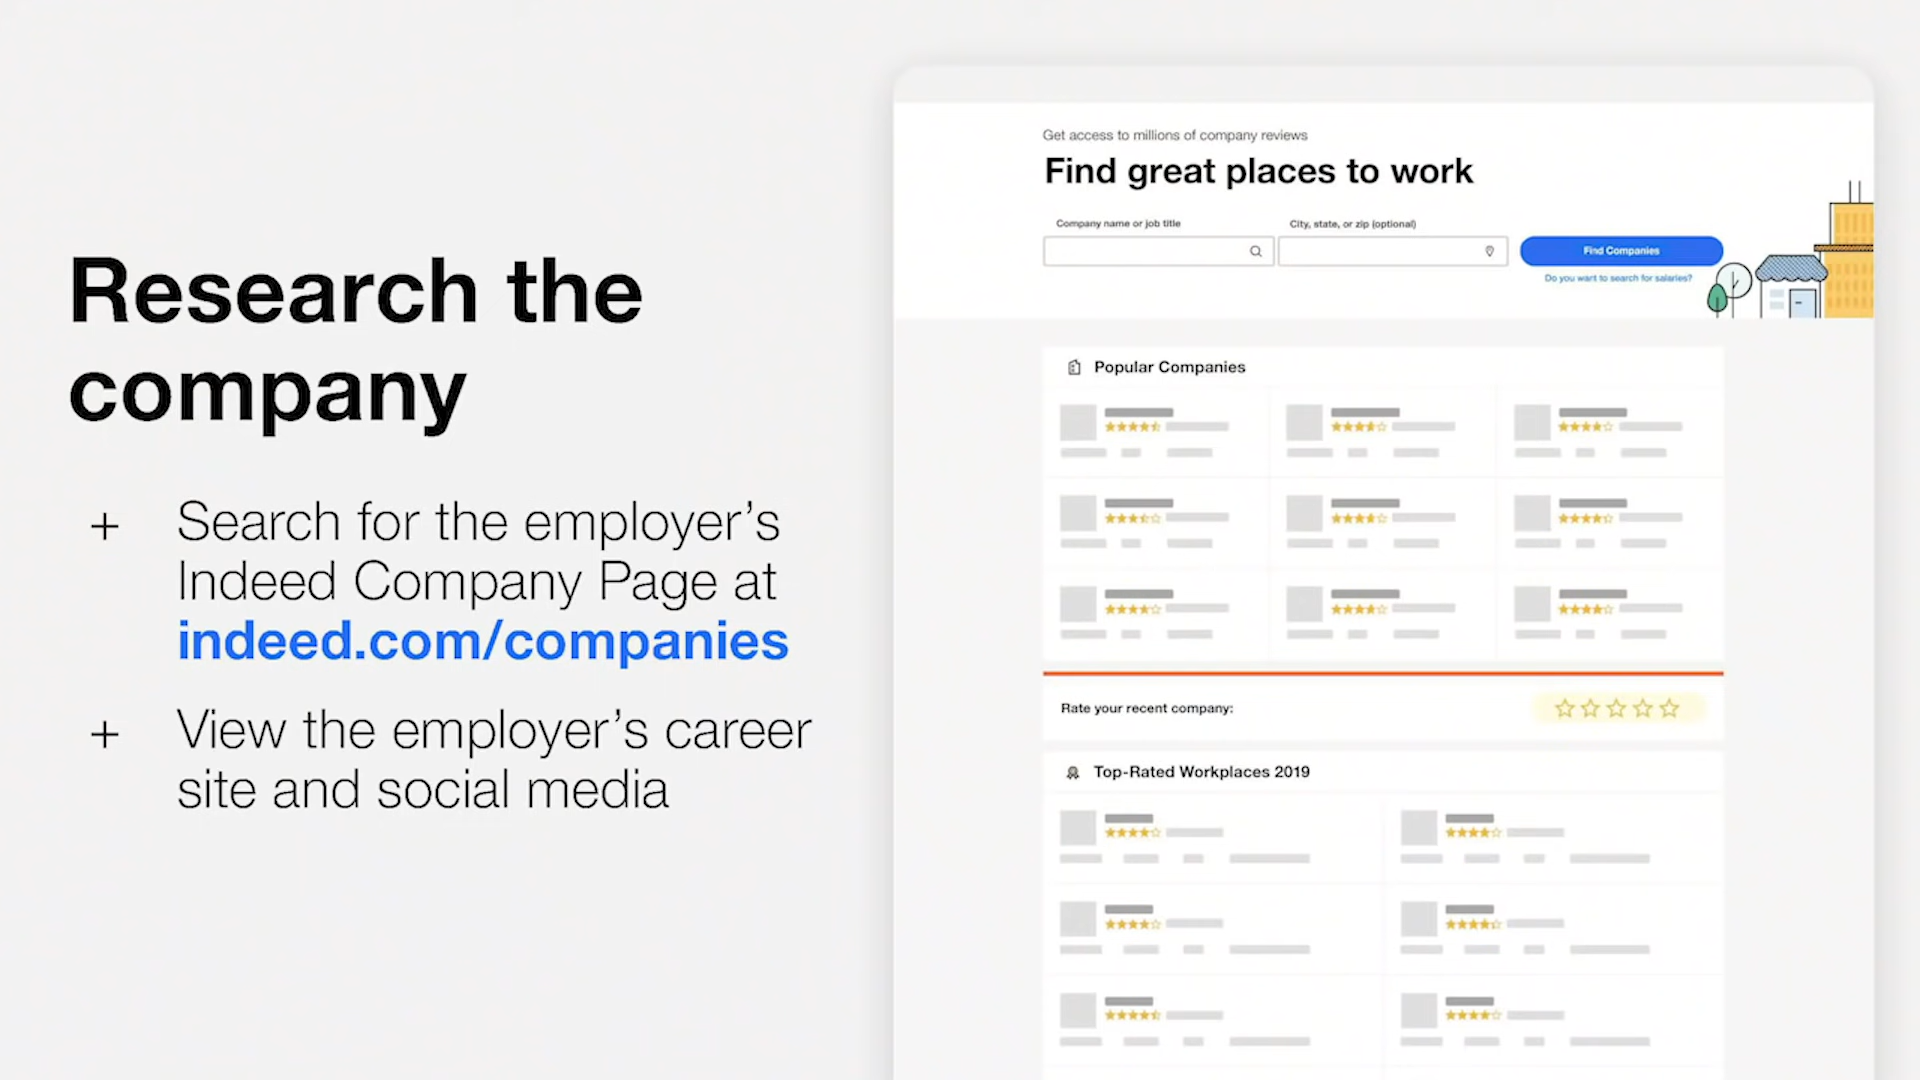 Research the
company
+ Search for the employer’s
Indeed Company Page at
indeed.com/companies
+ View the employer’s career
site and social media
Get access to millions of company reviews
Find great places to work
Company name or job title
City, state, or zip (optional)
Find Companies
Do you want to search for salaries?
Popular Companies
Rate your recent company:
Top-Rated Workplaces 2019